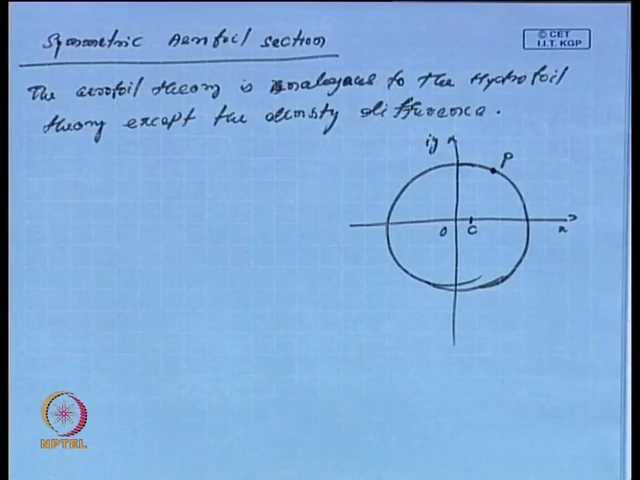 Symmetric Aerofoil section
© CET
I.I.T. KGP
The aerofoil theory is analogous to the Hydrofoil
theory except the density difference.
iy
P
O
C
x
NPTEL